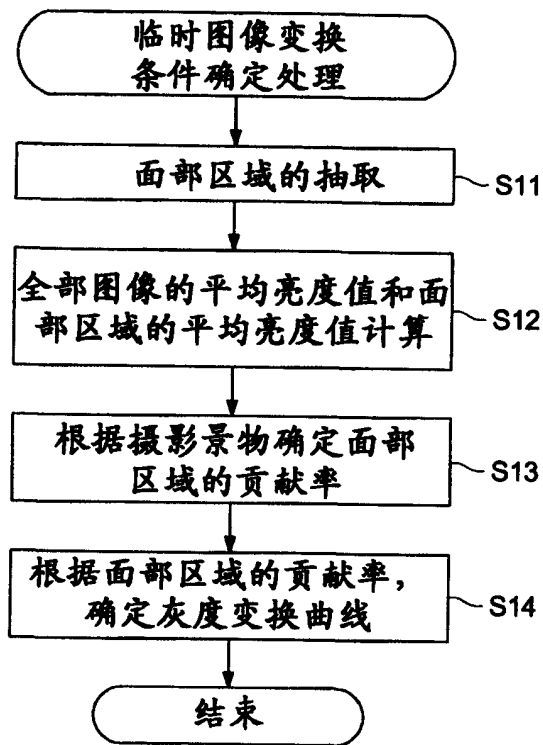 临时图像变换
条件确定处理
面部区域的抽取
S11
全部图像的平均亮度值和面
部区域的平均亮度值计算
S12
根据摄影景物确定面部
区域的贡献率
S13
根据面部区域的贡献率，
确定灰度变换曲线
S14
结束